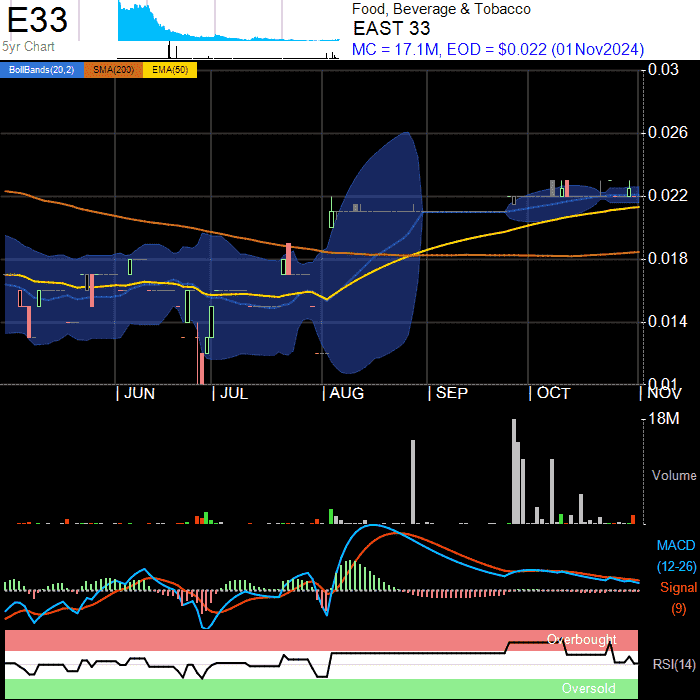 E33
5yr Chart
Food, Beverage & Tobacco
EAST 33
MC = 17.1M, EOD = $0.022 (01Nov2024)
BollBands(20,2) SMA(200) EMA(50)
0.03
0.026
0.022
0.018
0.014
0.01
JUN JUL AUG SEP OCT NOV
18M
Volume
MACD
(12-26)
Signal
(9)
Overbought
RSI(14)
Oversold